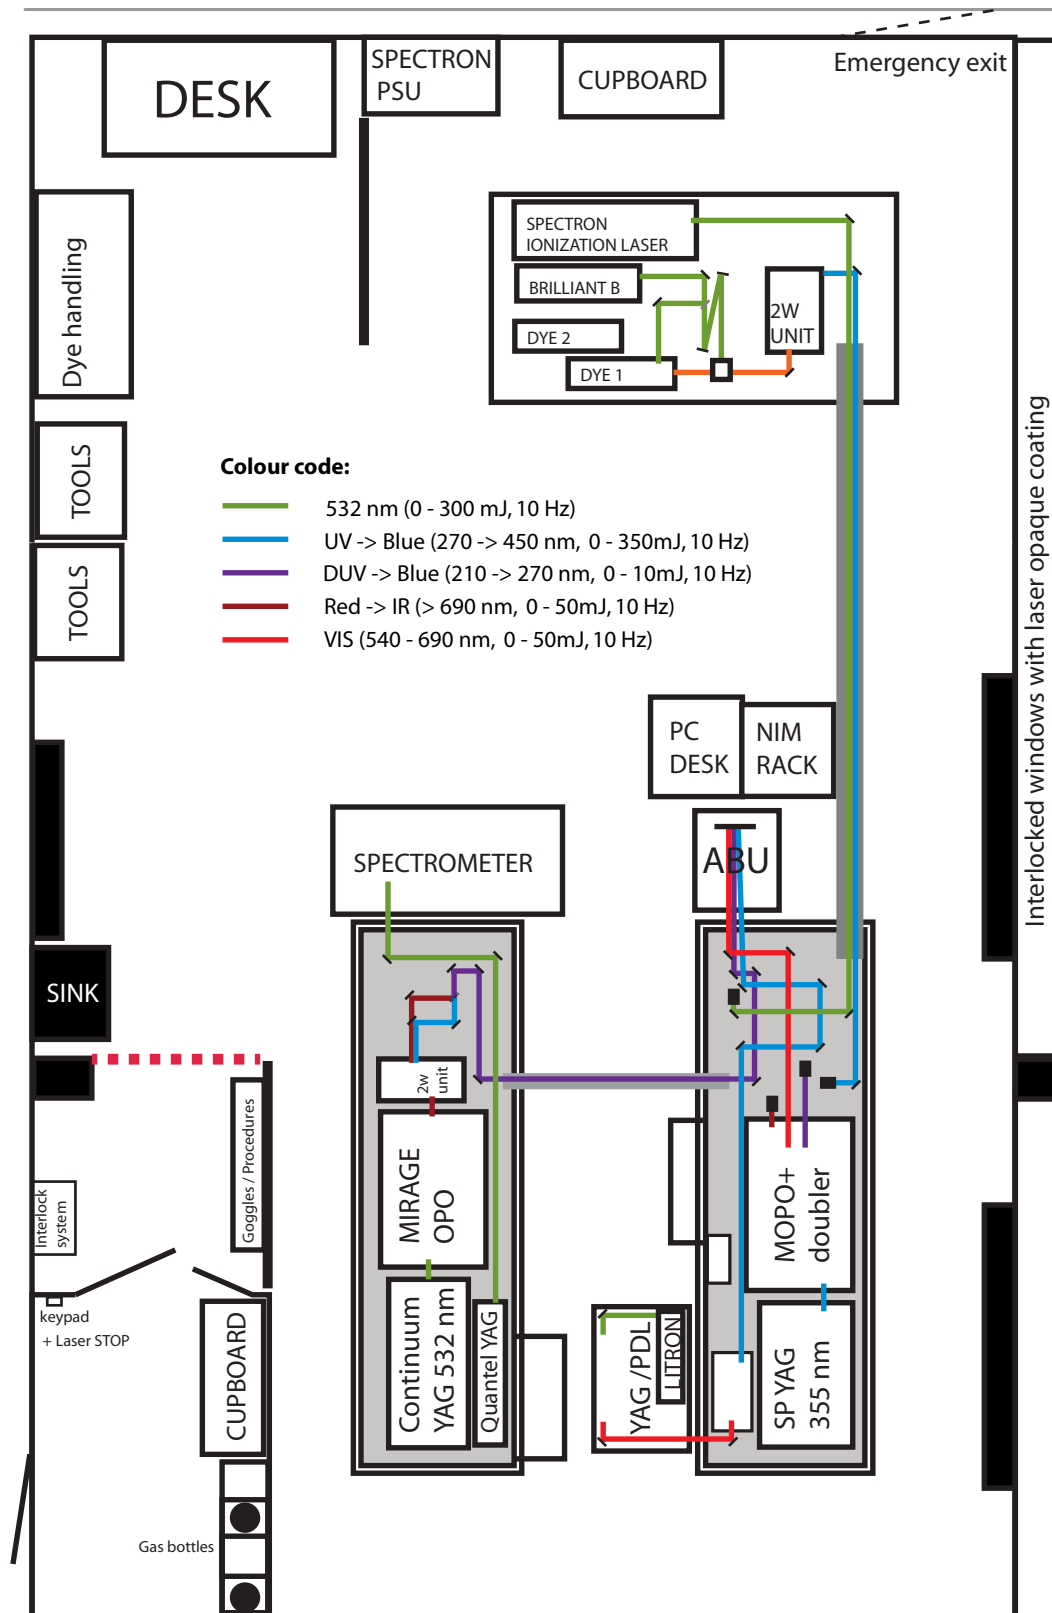 Emergency exit
DESK
SPECTRON
PSU
CUPBOARD
SPECTRON
IONIZATION LASER
BRILLIANT B
DYE 2
DYE 1
2W
UNIT
Dye handling
TOOLS
TOOLS
Colour code:
532 nm (0 - 300 mJ, 10 Hz)
UV -> Blue (270 -> 450 nm, 0 - 350mJ, 10 Hz)
DUV -> Blue (210 -> 270 nm, 0 - 10mJ, 10 Hz)
Red -> IR (> 690 nm, 0 - 50mJ, 10 Hz)
VIS (540 - 690 nm, 0 - 50mJ, 10 Hz)
Interlocked windows with laser opaque coating
PC
DESK
NIM
RACK
SPECTROMETER
ABU
SINK
2w
unit
Goggles / Procedures
Interlock
system
MIRAGE
OPO
MOPO+
doubler
keypad
+ Laser STOP
CUPBOARD
Continuum
YAG 532 nm
Quantel YAG
YAG /PDL
LITRON
SP YAG
355 nm
Gas bottles